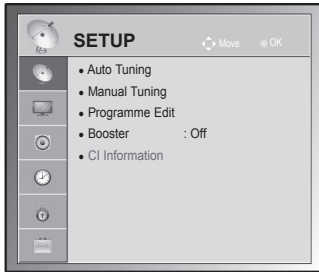 SETUP
Move
OK
• Auto Tuning
• Manual Tuning
• Programme Edit
• Booster : Off
• CI Information